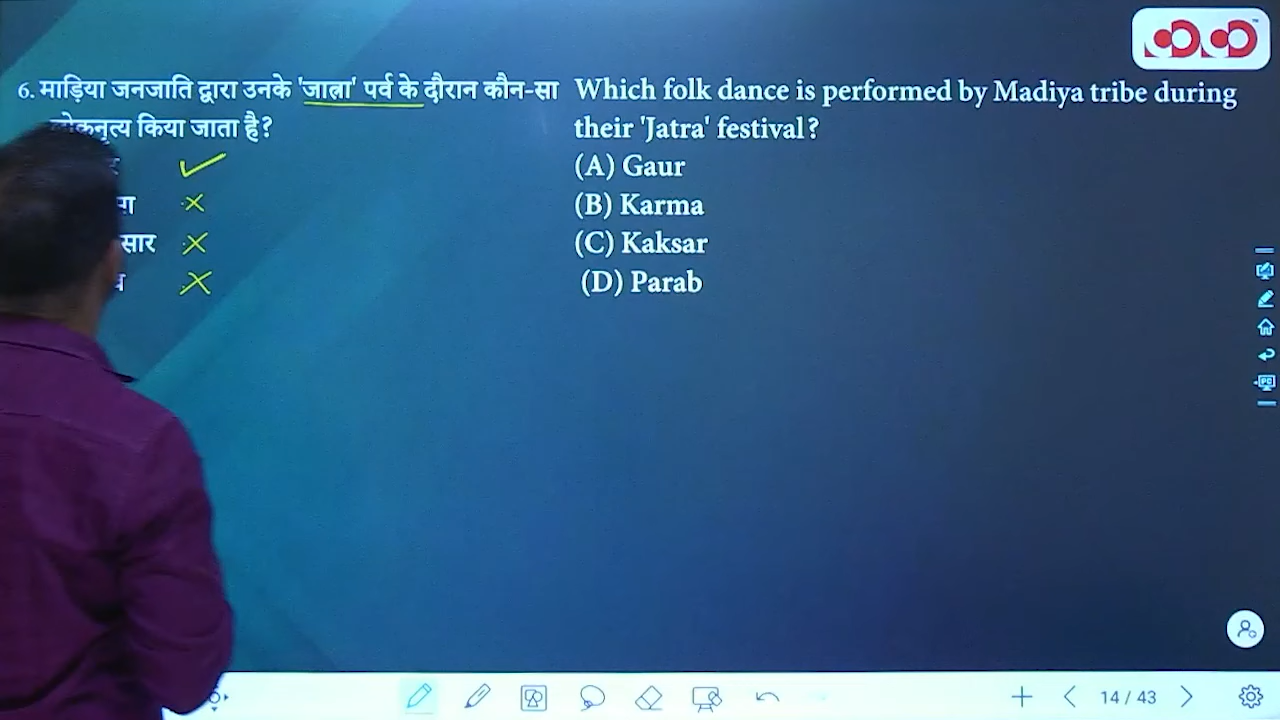 6. माड़िया जनजाति द्वारा उनके 'जात्रा' पर्व के दौरान कौन-सा
लोकनृत्य किया जाता है?
सार
Which folk dance is performed by Madiya tribe during
their 'Jatra' festival?
(A) Gaur
(B) Karma
(C) Kaksar
(D) Parab
14 / 43